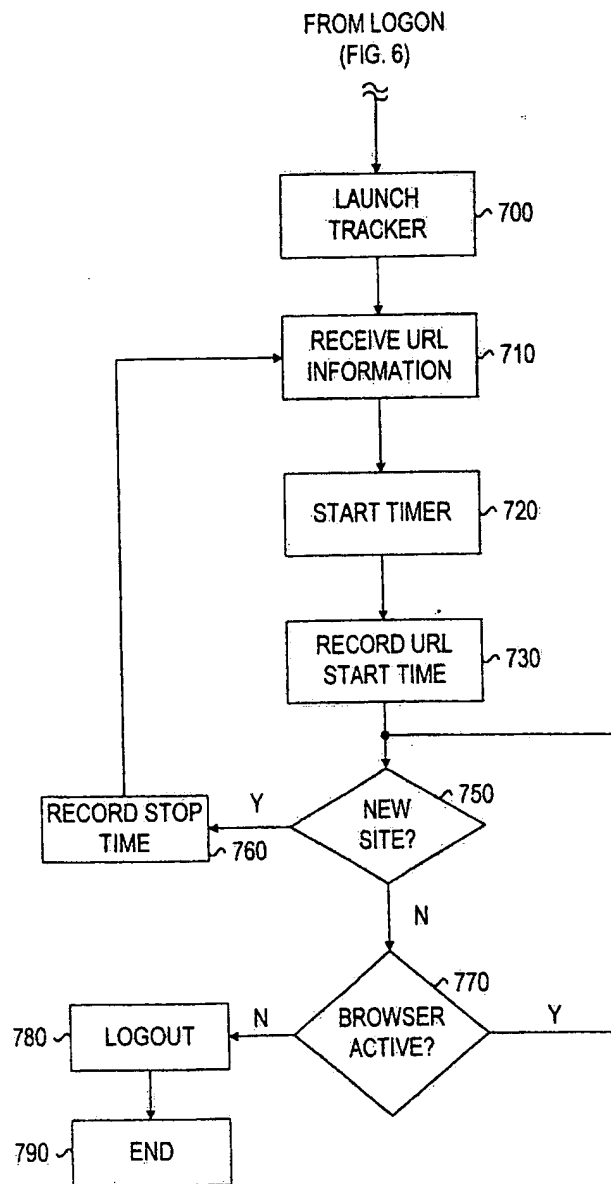 FROM LOGON
(FIG. 6)
LAUNCH
TRACKER
700
RECEIVE URL
INFORMATION
710
START TIMER
720
RECORD URL
START TIME
730
750
NEW
SITE?
Y
RECORD STOP
TIME
760
N
770
BROWSER
ACTIVE?
Y
N
780
LOGOUT
790
END